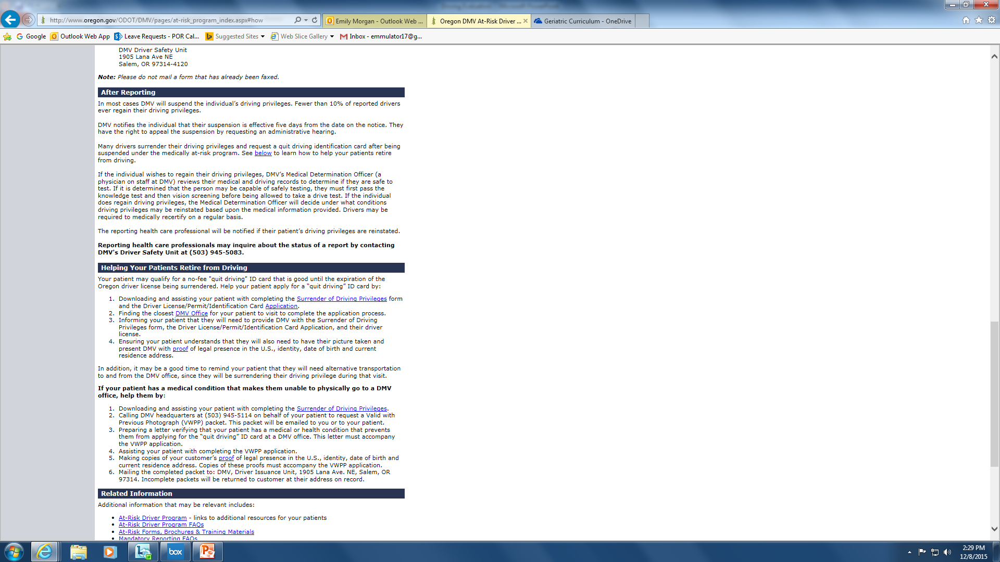 http://www.oregon.gov/ODOT/DMV/pages/at-risk_program_index.aspx#how
Emily Morgan - Outlook Web ...
Oregon DMV At-Risk Driver ...
Geriatric Curriculum - OneDrive
Google
Outlook Web App
Leave Requests - POR Cal...
Suggested Sites
Web Slice Gallery
Inbox - emmulator17@g...
DMV Driver Safety Unit
1905 Lana Ave NE
Salem, OR 97314-4120
Note: Please do not mail a form that has already been faxed.
After Reporting
In most cases DMV will suspend the individual’s driving privileges. Fewer than 10% of reported drivers
ever regain their driving privileges.
DMV notifies the individual that their suspension is effective five days from the date on the notice. They
have the right to appeal the suspension by requesting an administrative hearing.
Many drivers surrender their driving privileges and request a quit driving identification card after being
suspended under the medically at-risk program. See below to learn how to help your patients retire
from driving.
If the individual wishes to regain their driving privileges, DMV’s Medical Determination Officer (a
physician on staff at DMV) reviews their medical and driving records to determine if they are safe to
test. If it is determined that the person may be capable of safely testing, they must first pass the
knowledge test and then vision screening before being allowed to take a drive test. If the individual
does regain driving privileges, the Medical Determination Officer will decide under what conditions
driving privileges may be reinstated based upon the medical information provided. Drivers may be
required to medically recertify on a regular basis.
The reporting health care professional will be notified if their patient’s driving privileges are reinstated.
Reporting health care professionals may inquire about the status of a report by contacting
DMV's Driver Safety Unit at (503) 945-5083.
Helping Your Patients Retire from Driving
Your patient may qualify for a no-fee "quit driving" ID card that is good until the expiration of the
Oregon driver license being surrendered. Help your patient apply for a “quit driving” ID card by:
1. Downloading and assisting your patient with completing the Surrender of Driving Privileges form
and the Driver License/Permit/Identification Card Application.
2. Finding the closest DMV Office for your patient to visit to complete the application process.
3. Informing your patient that they will need to provide DMV with the Surrender of Driving
Privileges form, the Driver License/Permit/Identification Card Application, and their driver
license.
4. Ensuring your patient understands that they will also need to have their picture taken and
present DMV with proof of legal presence in the U.S., identity, date of birth and current
residence address.
In addition, it may be a good time to remind your patient that they will need alternative transportation
to and from the DMV office, since they will be surrendering their driving privilege during that visit.
If your patient has a medical condition that makes them unable to physically go to a DMV
office, help them by:
1. Downloading and assisting your patient with completing the Surrender of Driving Privileges.
2. Calling DMV headquarters at (503) 945-5114 on behalf of your patient to request a Valid with
Previous Photograph (VWPP) packet. This packet will be emailed to you or to your patient.
3. Preparing a letter verifying that your patient has a medical or health condition that prevents
them from applying for the “quit driving” ID card at a DMV office. This letter must accompany
the VWPP application.
4. Assisting your patient with completing the VWPP application.
5. Making copies of your customer’s proof of legal presence in the U.S., identity, date of birth and
current residence address. Copies of these proofs must accompany the VWPP application.
6. Mailing the completed packet to: DMV, Driver Issuance Unit, 1905 Lana Ave. NE, Salem, OR
97314. Incomplete packets will be returned to customer at their address on record.
Related Information
Additional information that may be relevant includes:
• At-Risk Driver Program - links to additional resources for your patients
• At-Risk Driver Program FAQs
• At-Risk Forms, Brochures & Training Materials
• Mandatory Reporting FAQs
box
2:29 PM
12/8/2015